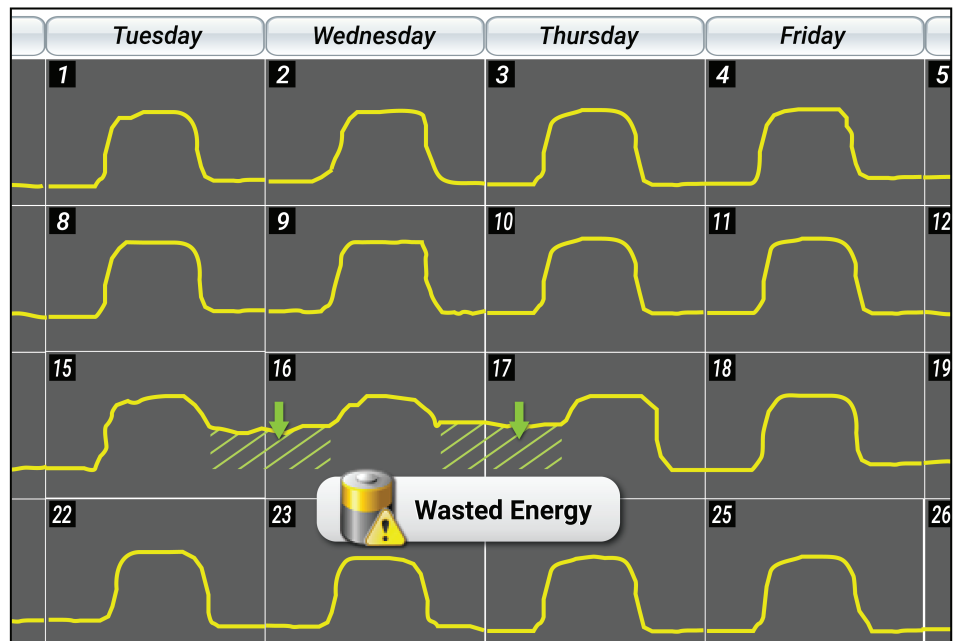 Tuesday Wednesday Thursday Friday
1 2 3 4 5
8 9 10 11 12
15 16 17 18 19
Wasted Energy
22 23 25 26